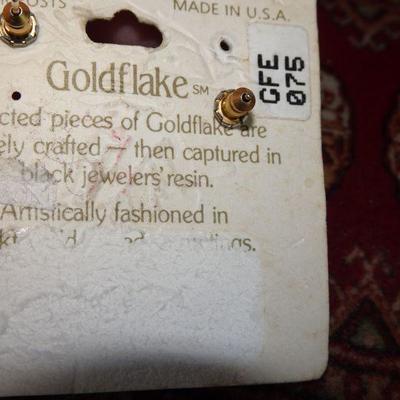 POSTS MADE IN U.S.A.
GFE
075
Goldflake SM
cted pieces of Goldflake are
ely crafted — then captured in
black jewelers' resin.
Artistically fashioned in